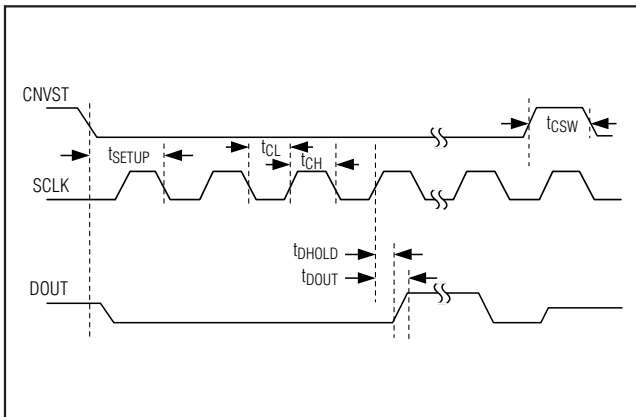 CNVST
tCSW
tSETUP
tCL
tCH
SCLK
tDHOLD
tDOUT
DOUT